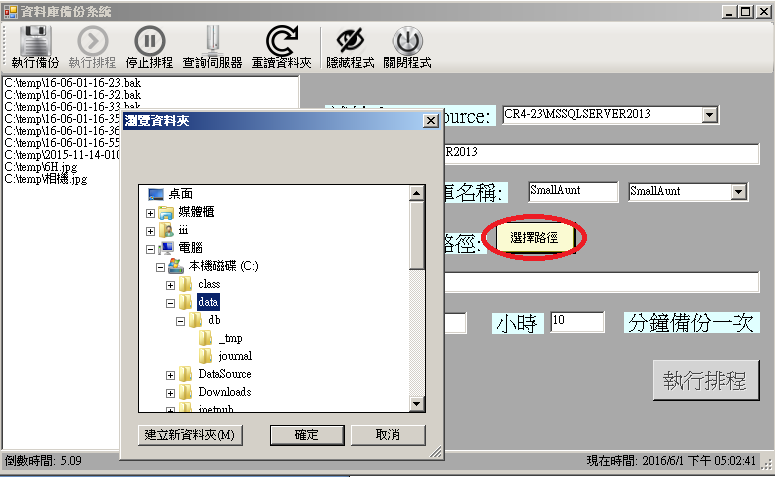 資料庫備份系統
執行備份 執行排程 停止排程 查詢伺服器 重讀資料夾 隱藏程式 關閉程式
C:\temp\16-06-01-16-23.bak
C:\temp\16-06-01-16-32.bak
C:\temp\16-06-01-16-33.bak
C:\temp\16-06-01-16-35
C:\temp\16-06-01-16-36
C:\temp\16-06-01-16-55
C:\temp\2015-11-14-010
C:\temp\6H.jpg
C:\temp\相機.jpg
瀏覽資料夾
桌面
媒體櫃
iii
電腦
本機磁碟 (C:)
class
data
db
_tmp
journal
DataSource
Downloads
inetpub
建立新資料夾(M) 確定 取消
ource: CR4-23\MSSQLSERVER2013
ER2013
庫名稱: SmallAunt SmallAunt
路徑: 選擇路徑
小時 10 分鐘備份一次
執行排程
倒數時間: 5.09
現在時間: 2016/6/1 下午 05:02:41